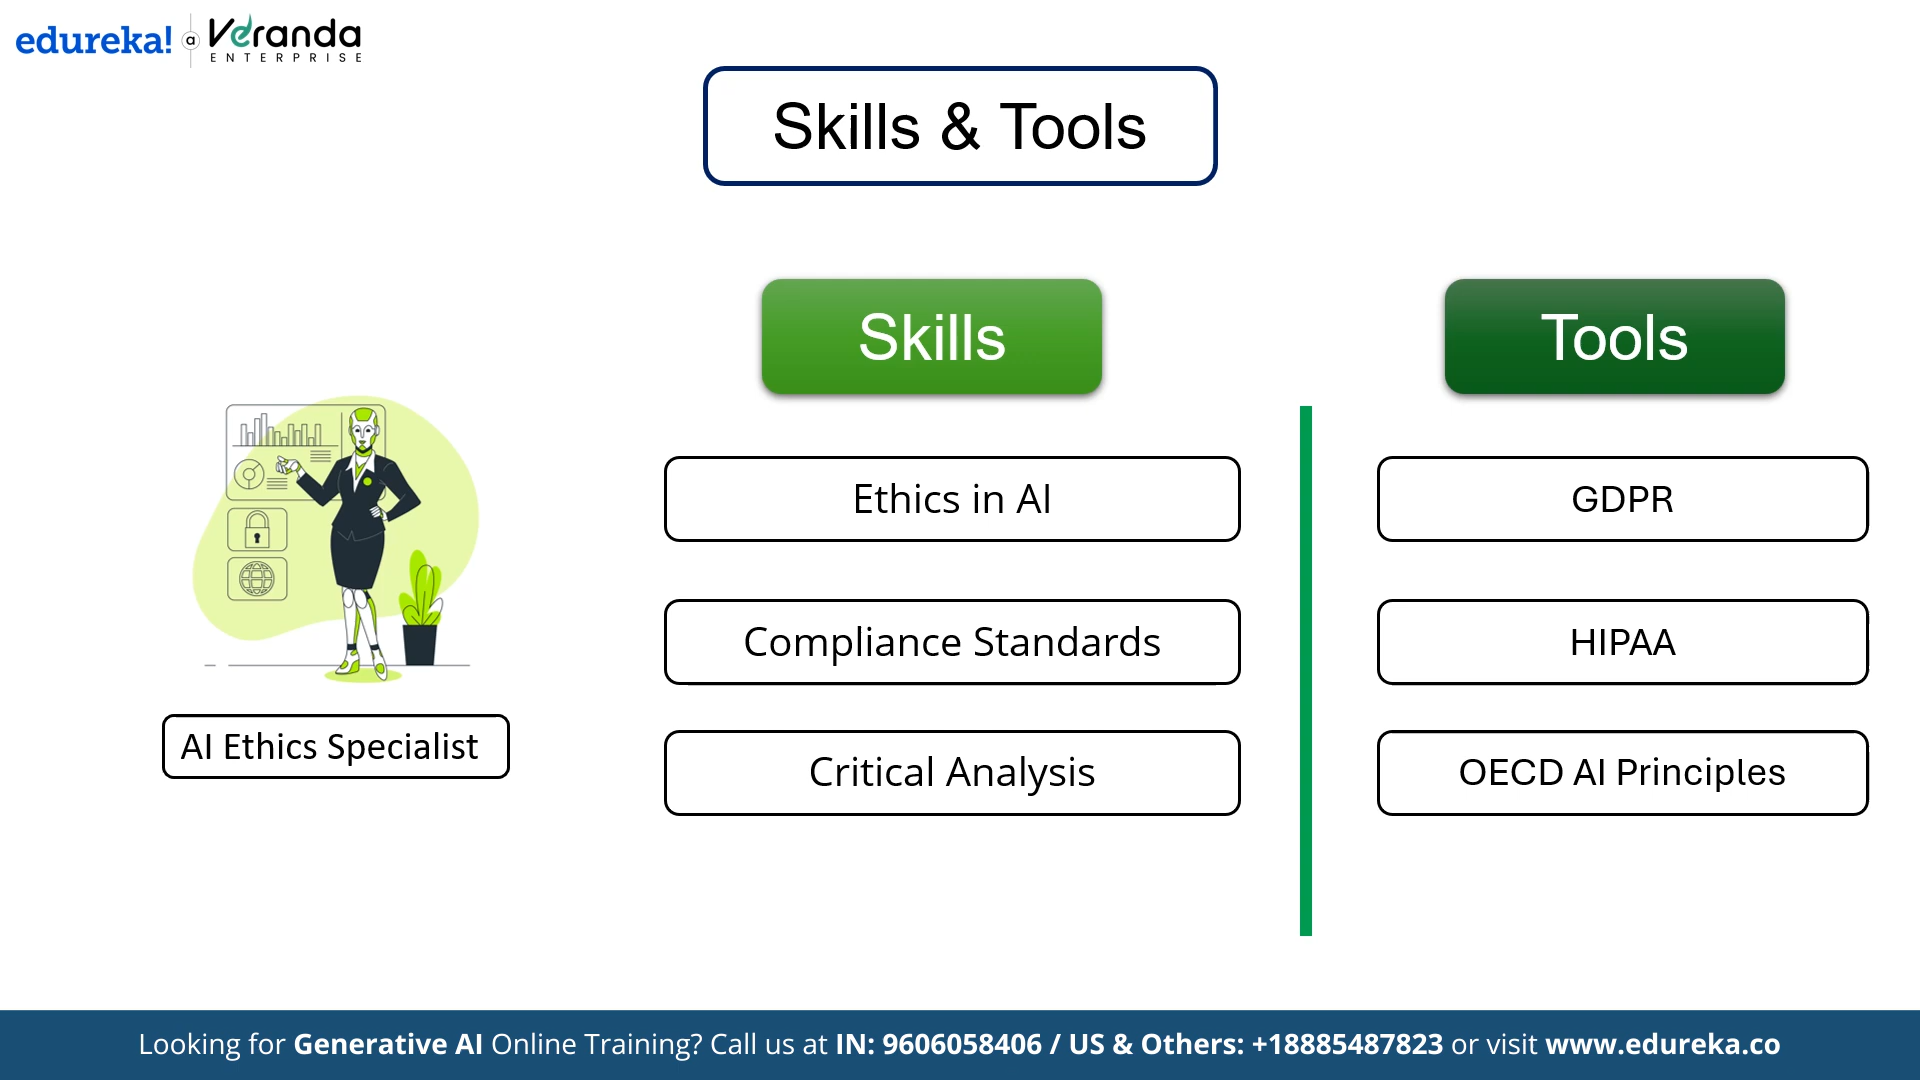 edureka! a Veranda
ENTERPRISE
Skills & Tools
Skills
Tools
Ethics in AI
GDPR
Compliance Standards
HIPAA
AI Ethics Specialist
Critical Analysis
OECD AI Principles
Looking for Generative AI Online Training? Call us at IN: 9606058406 / US & Others: +18885487823 or visit www.edureka.co